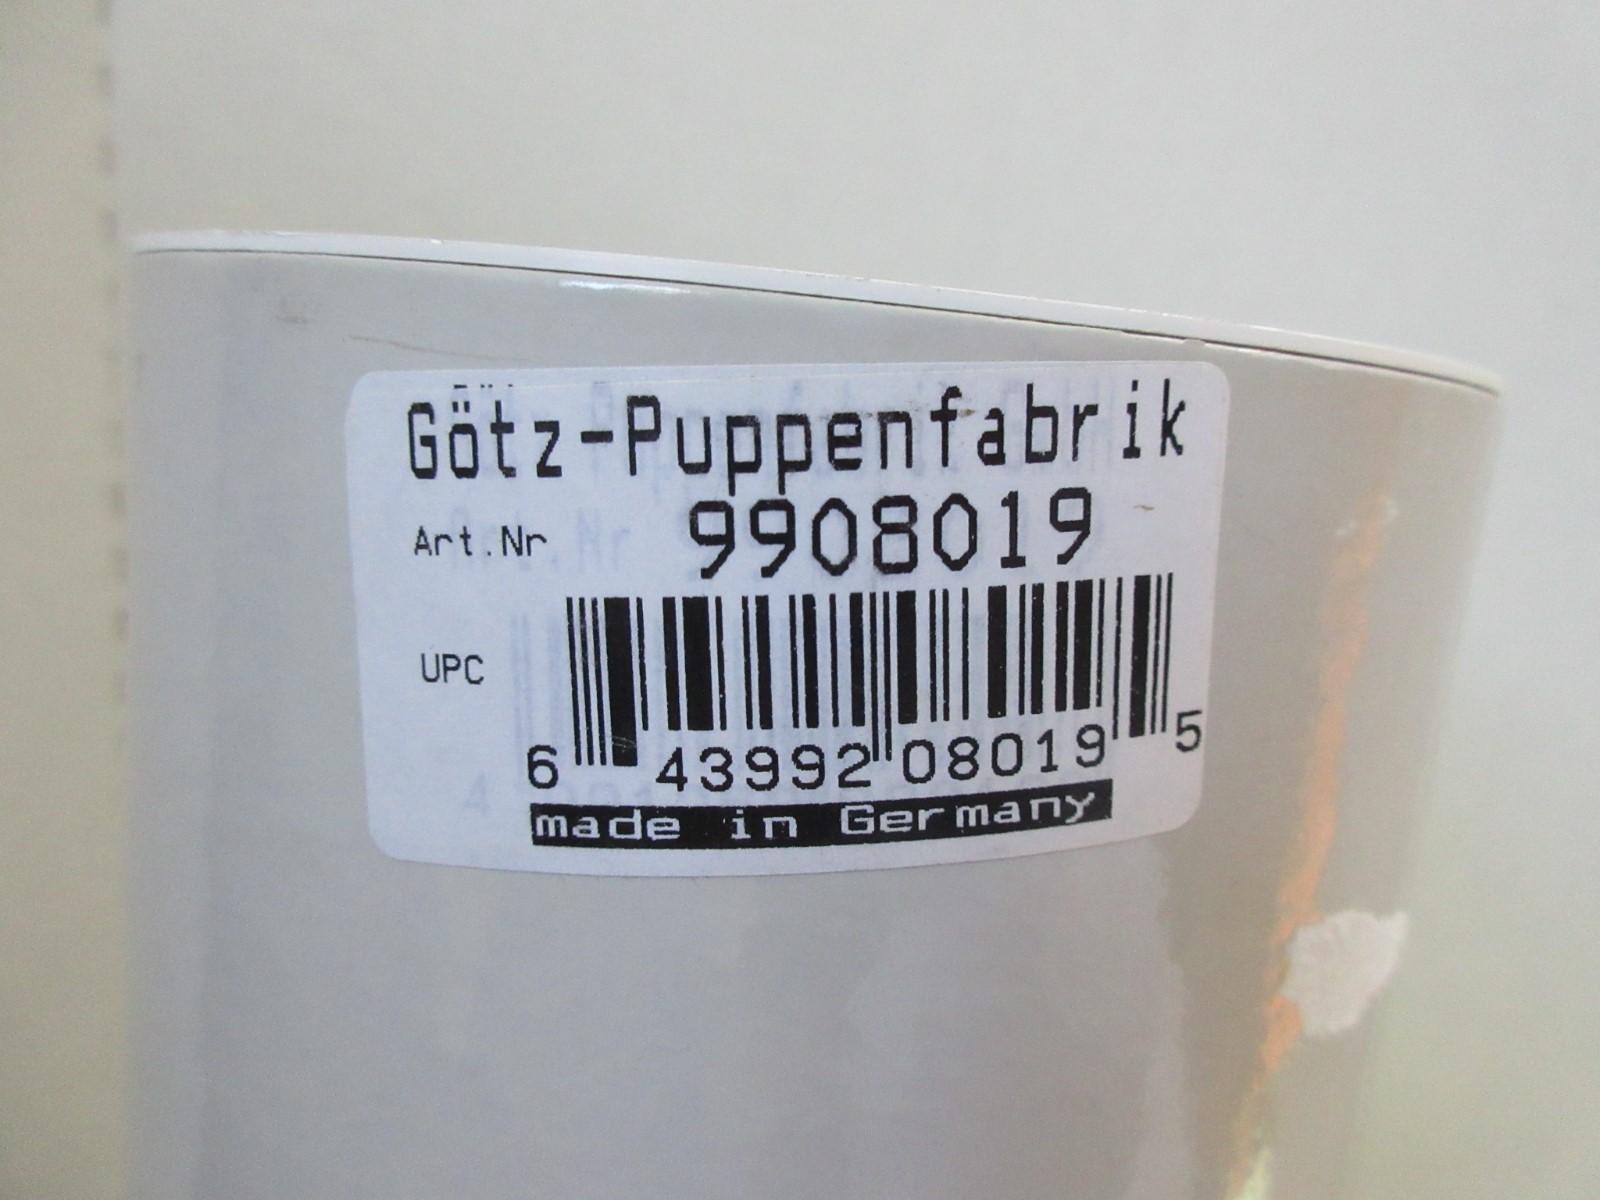 Götz-Puppenfabrik
Art.Nr 9908019
UPC
6 43992 08019 5
made in Germany